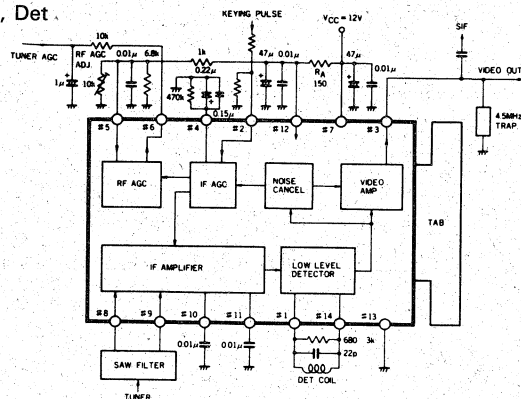 , Det
KEYING PULSE
VCC = 12V
SIF
10k
TUNER AGC
RF AGC
ADJ.
0.01μ
6.8k
1k
0.22μ
47μ
0.01μ
47μ
0.01μ
VIDEO OUT
1μ
10k
470k
0.15μ
RA
150
4.5MHz
TRAP.
#5
#6
#4
#2
#12
#7
#3
RF AGC
IF AGC
NOISE
CANCEL
VIDEO
AMP
TAB
IF AMPLIFIER
LOW LEVEL
DETECTOR
#8
#9
#10
#11
#1
#14
#13
0.01μ
0.01μ
680
3k
22p
SAW FILTER
DET COIL
TUNER